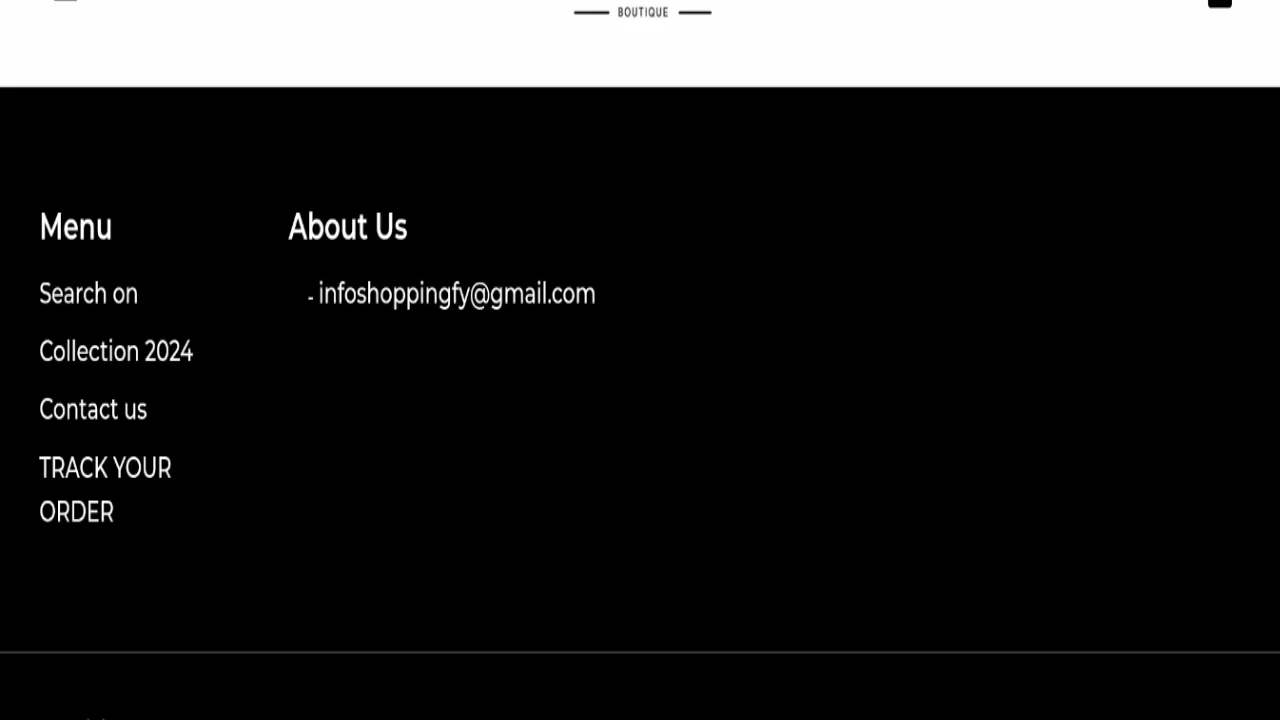 BOUTIQUE
Menu
About Us
Search on
- infoshoppingfy@gmail.com
Collection 2024
Contact us
TRACK YOUR
ORDER